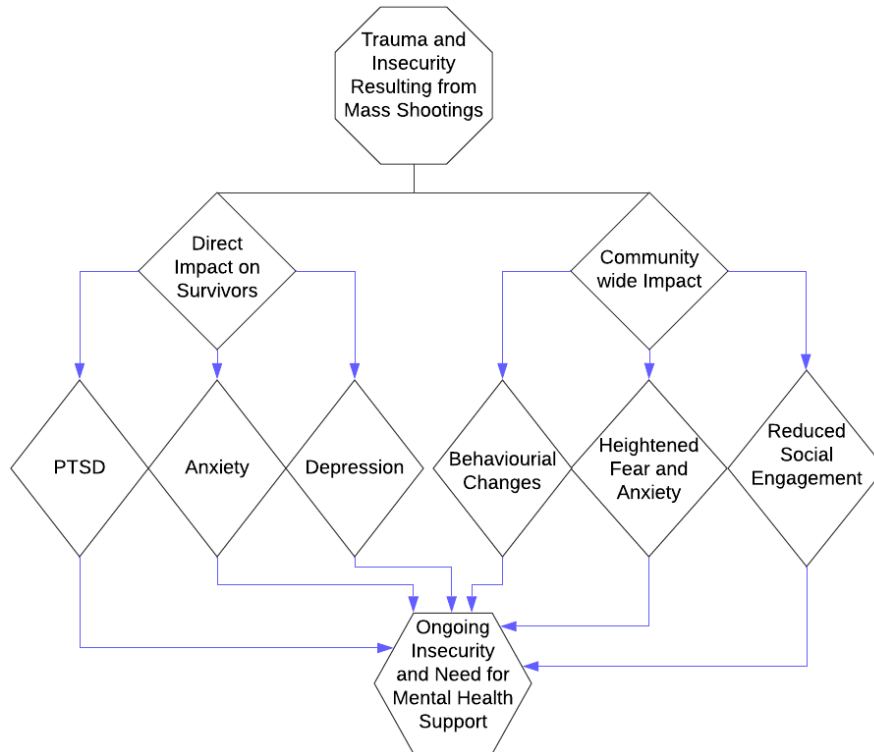 Trauma and
Insecurity
Resulting from
Mass Shootings
Direct
Impact on
Survivors
Community
wide Impact
PTSD
Anxiety
Depression
Behaviourial
Changes
Heightened
Fear and
Anxiety
Reduced
Social
Engagement
Ongoing
Insecurity
and Need for
Mental Health
Support